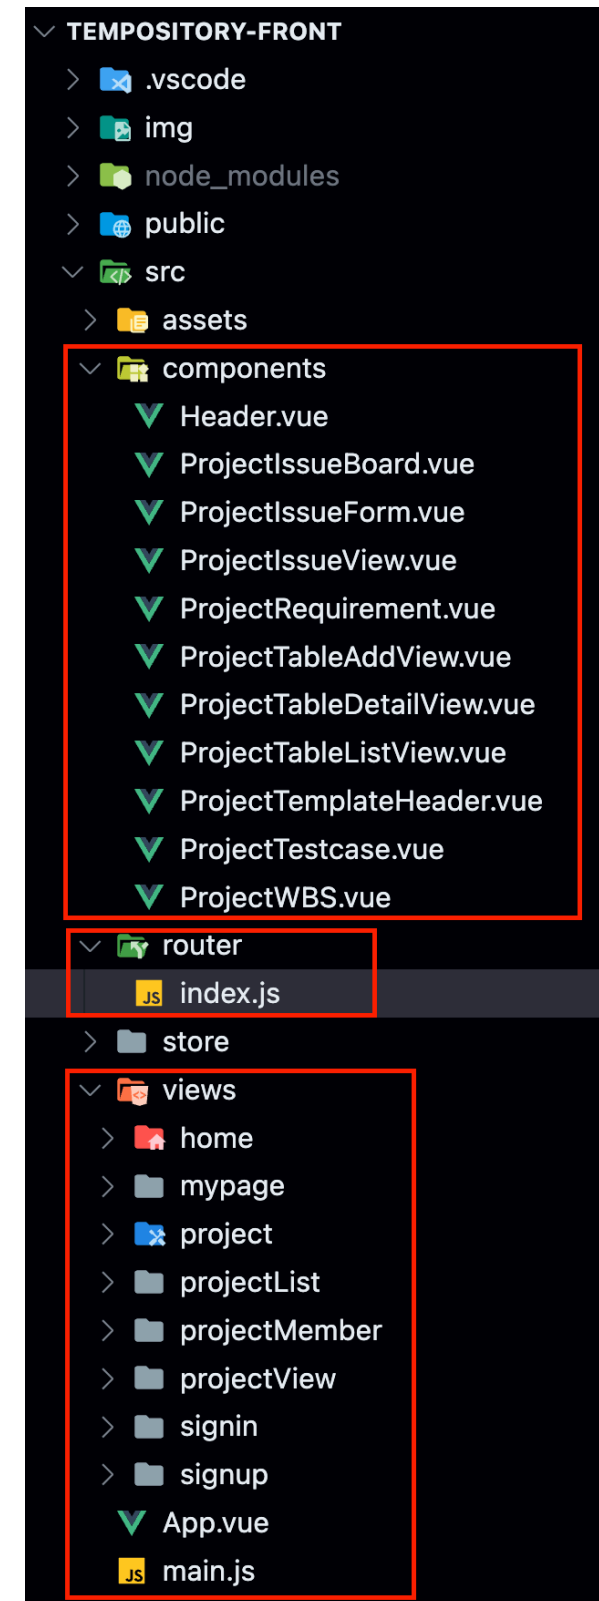 TEMPOSITORY-FRONT
.vscode
img
node_modules
public
src
assets
components
Header.vue
ProjectIssueBoard.vue
ProjectIssueForm.vue
ProjectIssueView.vue
ProjectRequirement.vue
ProjectTableAddView.vue
ProjectTableDetailView.vue
ProjectTableListView.vue
ProjectTemplateHeader.vue
ProjectTestcase.vue
ProjectWBS.vue
router
JS index.js
store
views
home
mypage
project
projectList
projectMember
projectView
signin
signup
App.vue
JS main.js